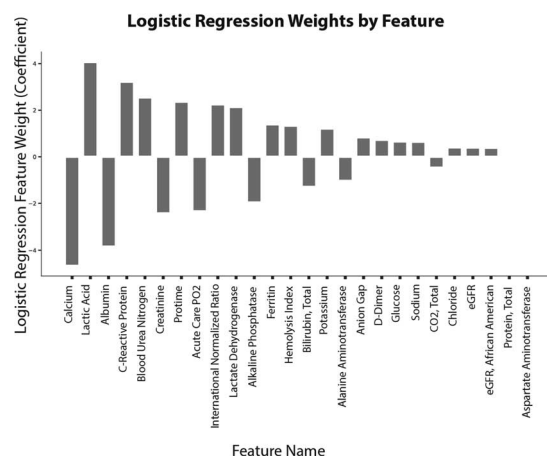 Logistic Regression Weights by Feature
Logistic Regression Feature Weight (Coefficient)
4
2
0
−2
−4
Calcium
Lactic Acid
Albumin
C-Reactive Protein
Blood Urea Nitrogen
Creatinine
Protime
Acute Care PO2
International Normalized Ratio
Lactate Dehydrogenase
Alkaline Phosphatase
Ferritin
Hemolysis Index
Bilirubin, Total
Potassium
Alanine Aminotransferase
Anion Gap
D-Dimer
Glucose
Sodium
CO2, Total
Chloride
eGFR
eGFR, African American
Protein, Total
Aspartate Aminotransferase
Feature Name